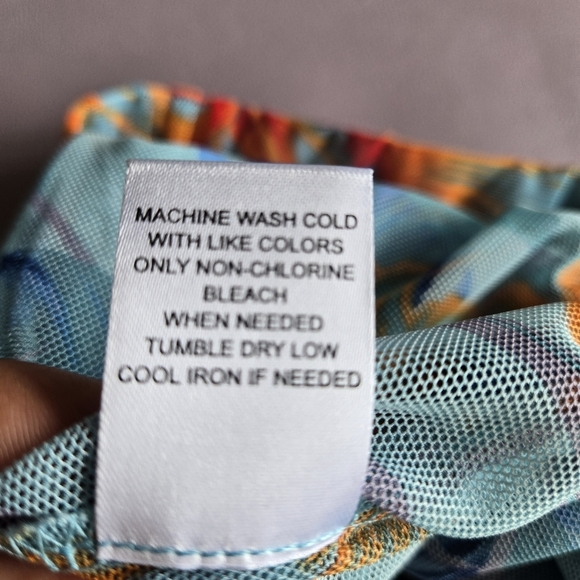 MACHINE WASH COLD
WITH LIKE COLORS
ONLY NON-CHLORINE
BLEACH
WHEN NEEDED
TUMBLE DRY LOW
COOL IRON IF NEEDED